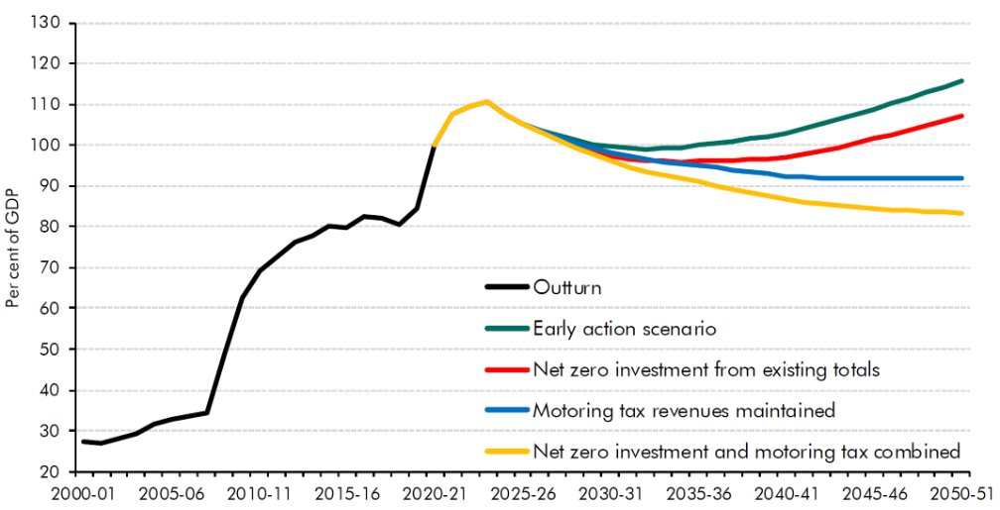 130
120
110
100
90
80
70
60
50
40
30
20
Per cent of GDP
Outturn
Early action scenario
Net zero investment from existing totals
Motoring tax revenues maintained
Net zero investment and motoring tax combined
2000-01 2005-06 2010-11 2015-16 2020-21 2025-26 2030-31 2035-36 2040-41 2045-46 2050-51